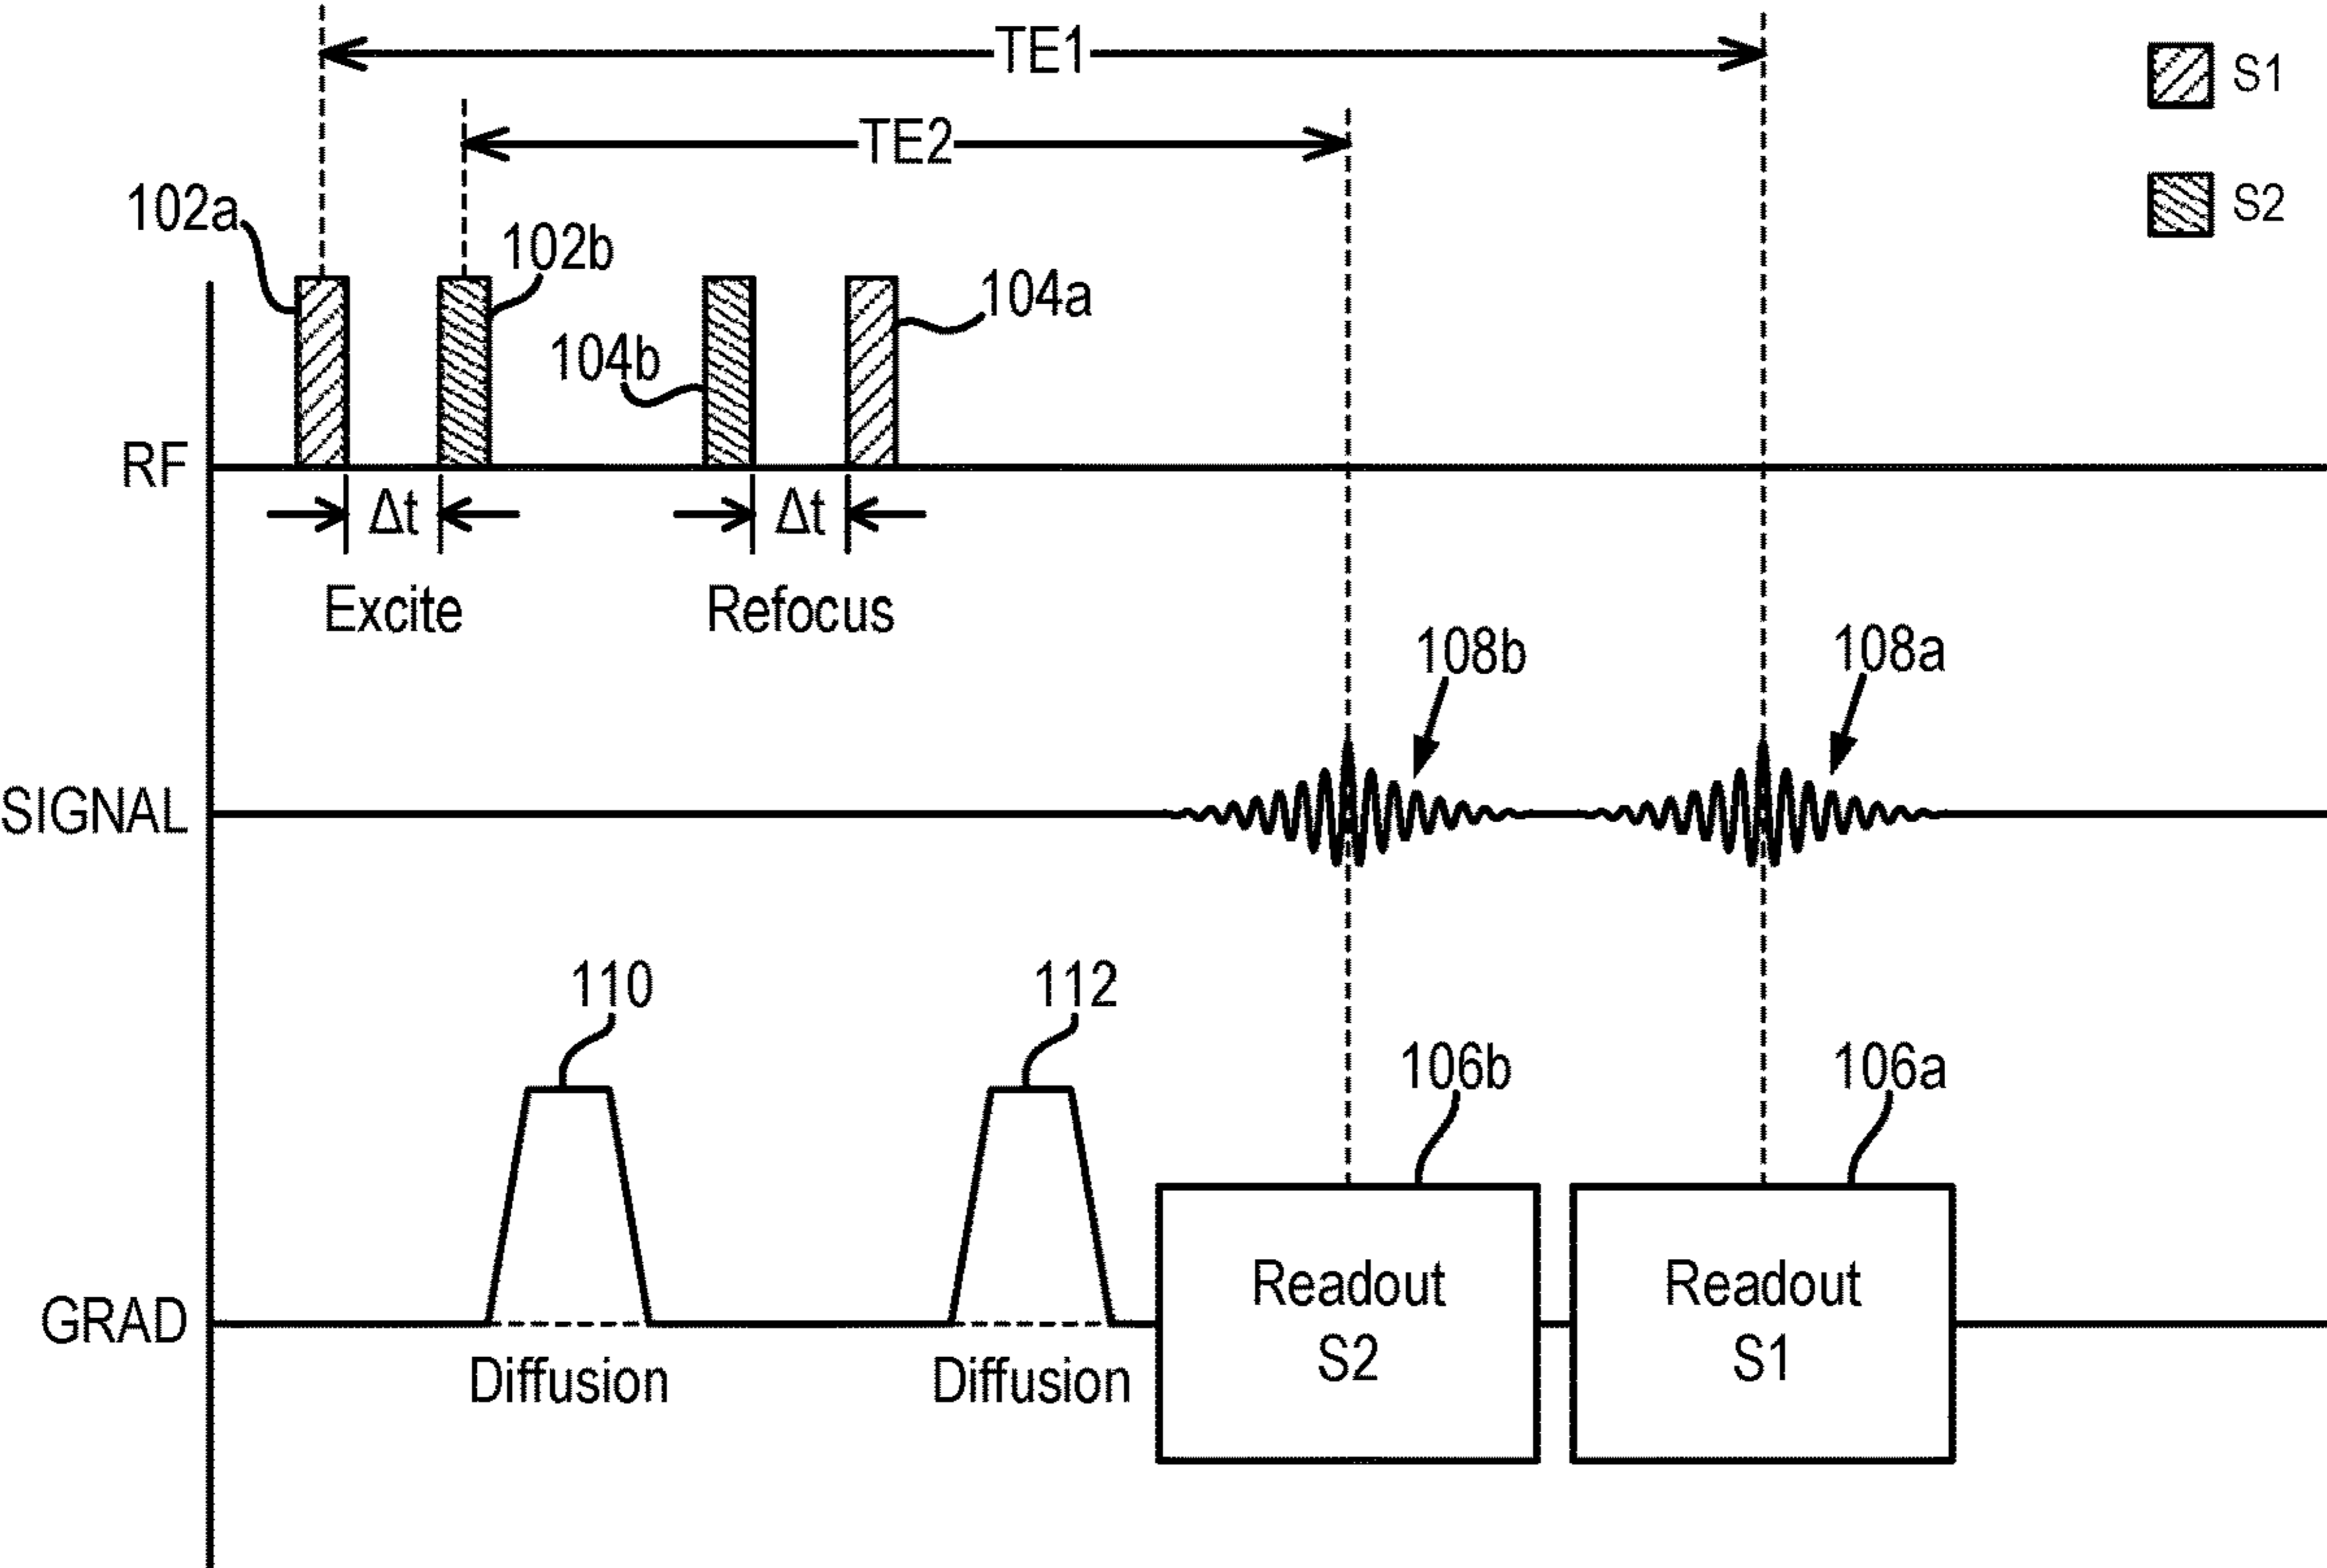 TE1
S1
TE2
S2
102a
102b
104a
104b
RF
Δt
Δt
Excite
Refocus
108b
108a
SIGNAL
110
112
106b
106a
Readout
S2
Readout
S1
GRAD
Diffusion
Diffusion